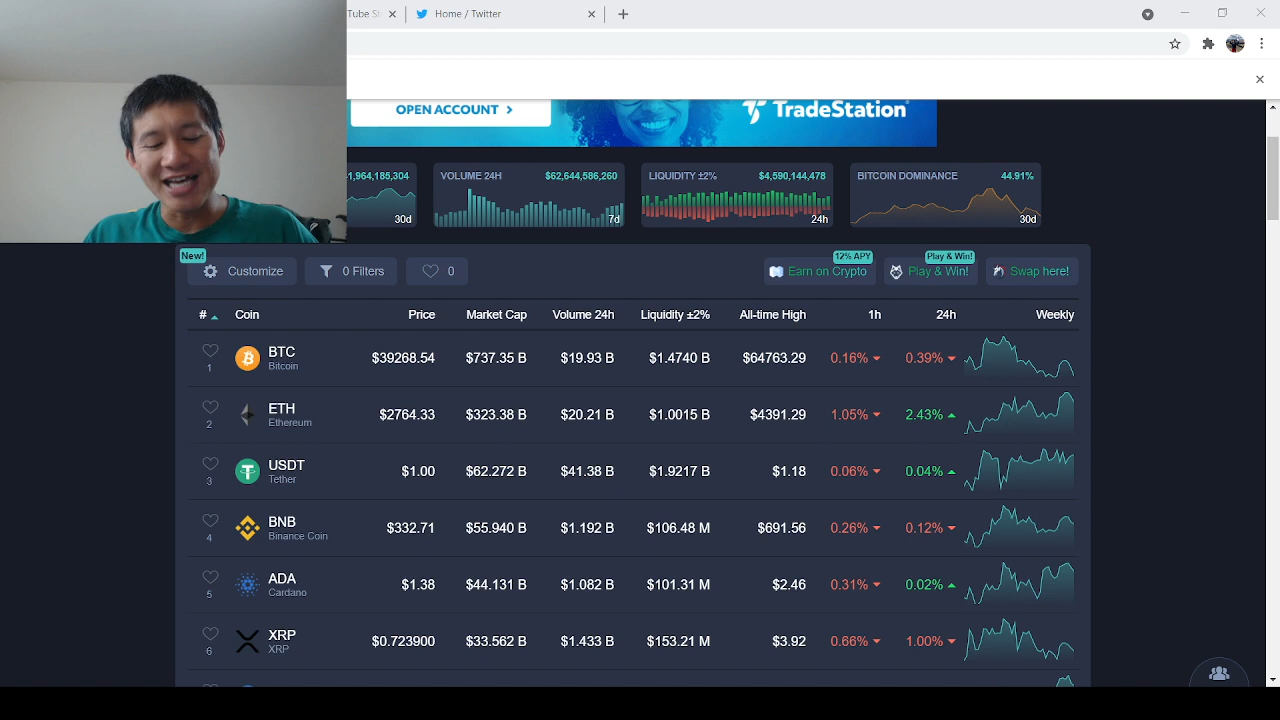 Tube St
Home / Twitter
OPEN ACCOUNT >
TradeStation
1,964,185,304
30d
VOLUME 24H $62,644,586,260
7d
LIQUIDITY ±2% $4,590,144,478
24h
BITCOIN DOMINANCE 44.91%
30d
New!
Customize
0 Filters
0
12% APY
Earn on Crypto
Play & Win!
Play & Win!
Swap here!
# Coin Price Market Cap Volume 24h Liquidity ±2% All-time High 1h 24h Weekly
1 BTC Bitcoin $39268.54 $737.35 B $19.93 B $1.4740 B $64763.29 0.16% 0.39%
2 ETH Ethereum $2764.33 $323.38 B $20.21 B $1.0015 B $4391.29 1.05% 2.43%
3 USDT Tether $1.00 $62.272 B $41.38 B $1.9217 B $1.18 0.06% 0.04%
4 BNB Binance Coin $332.71 $55.940 B $1.192 B $106.48 M $691.56 0.26% 0.12%
5 ADA Cardano $1.38 $44.131 B $1.082 B $101.31 M $2.46 0.31% 0.02%
6 XRP XRP $0.723900 $33.562 B $1.433 B $153.21 M $3.92 0.66% 1.00%